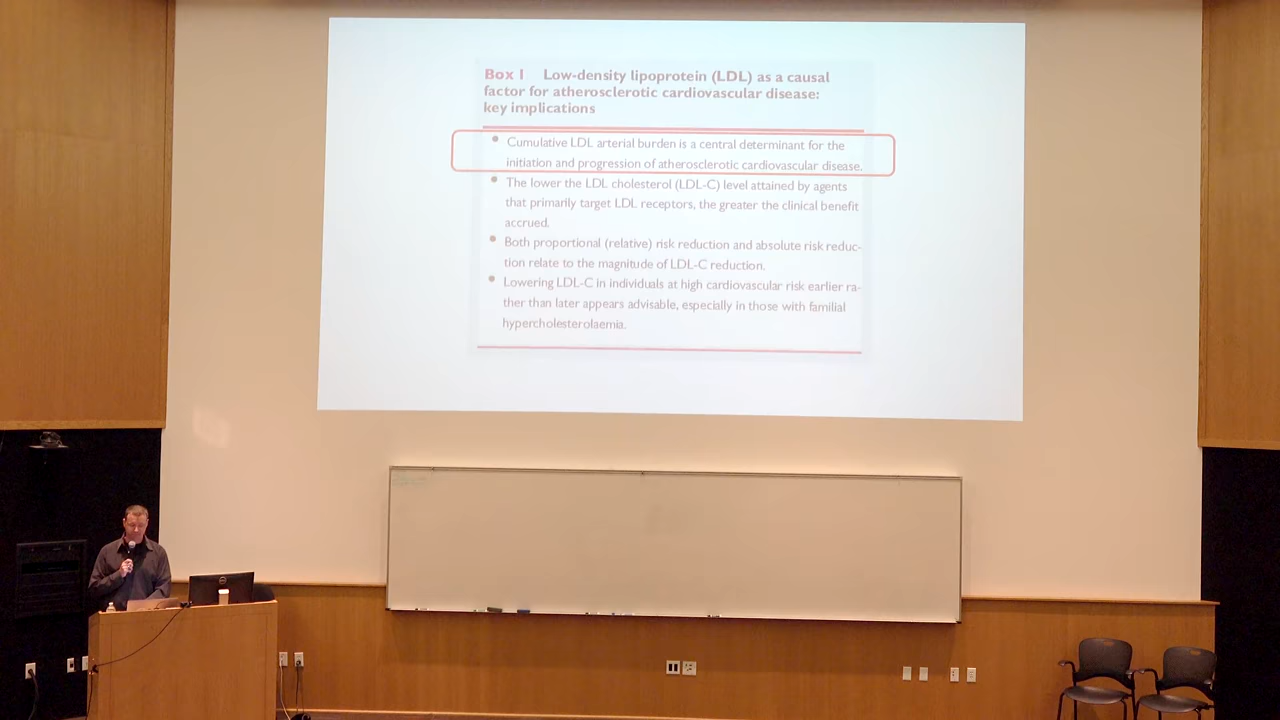 Box 1 Low-density lipoprotein (LDL) as a causal
factor for atherosclerotic cardiovascular disease:
key implications
• Cumulative LDL arterial burden is a central determinant for the
initiation and progression of atherosclerotic cardiovascular disease.
• The lower the LDL cholesterol (LDL-C) level attained by agents
that primarily target LDL receptors, the greater the clinical benefit
accrued.
• Both proportional (relative) risk reduction and absolute risk reduc-
tion relate to the magnitude of LDL-C reduction.
• Lowering LDL-C in individuals at high cardiovascular risk earlier ra-
ther than later appears advisable, especially in those with familial
hypercholesterolaemia.